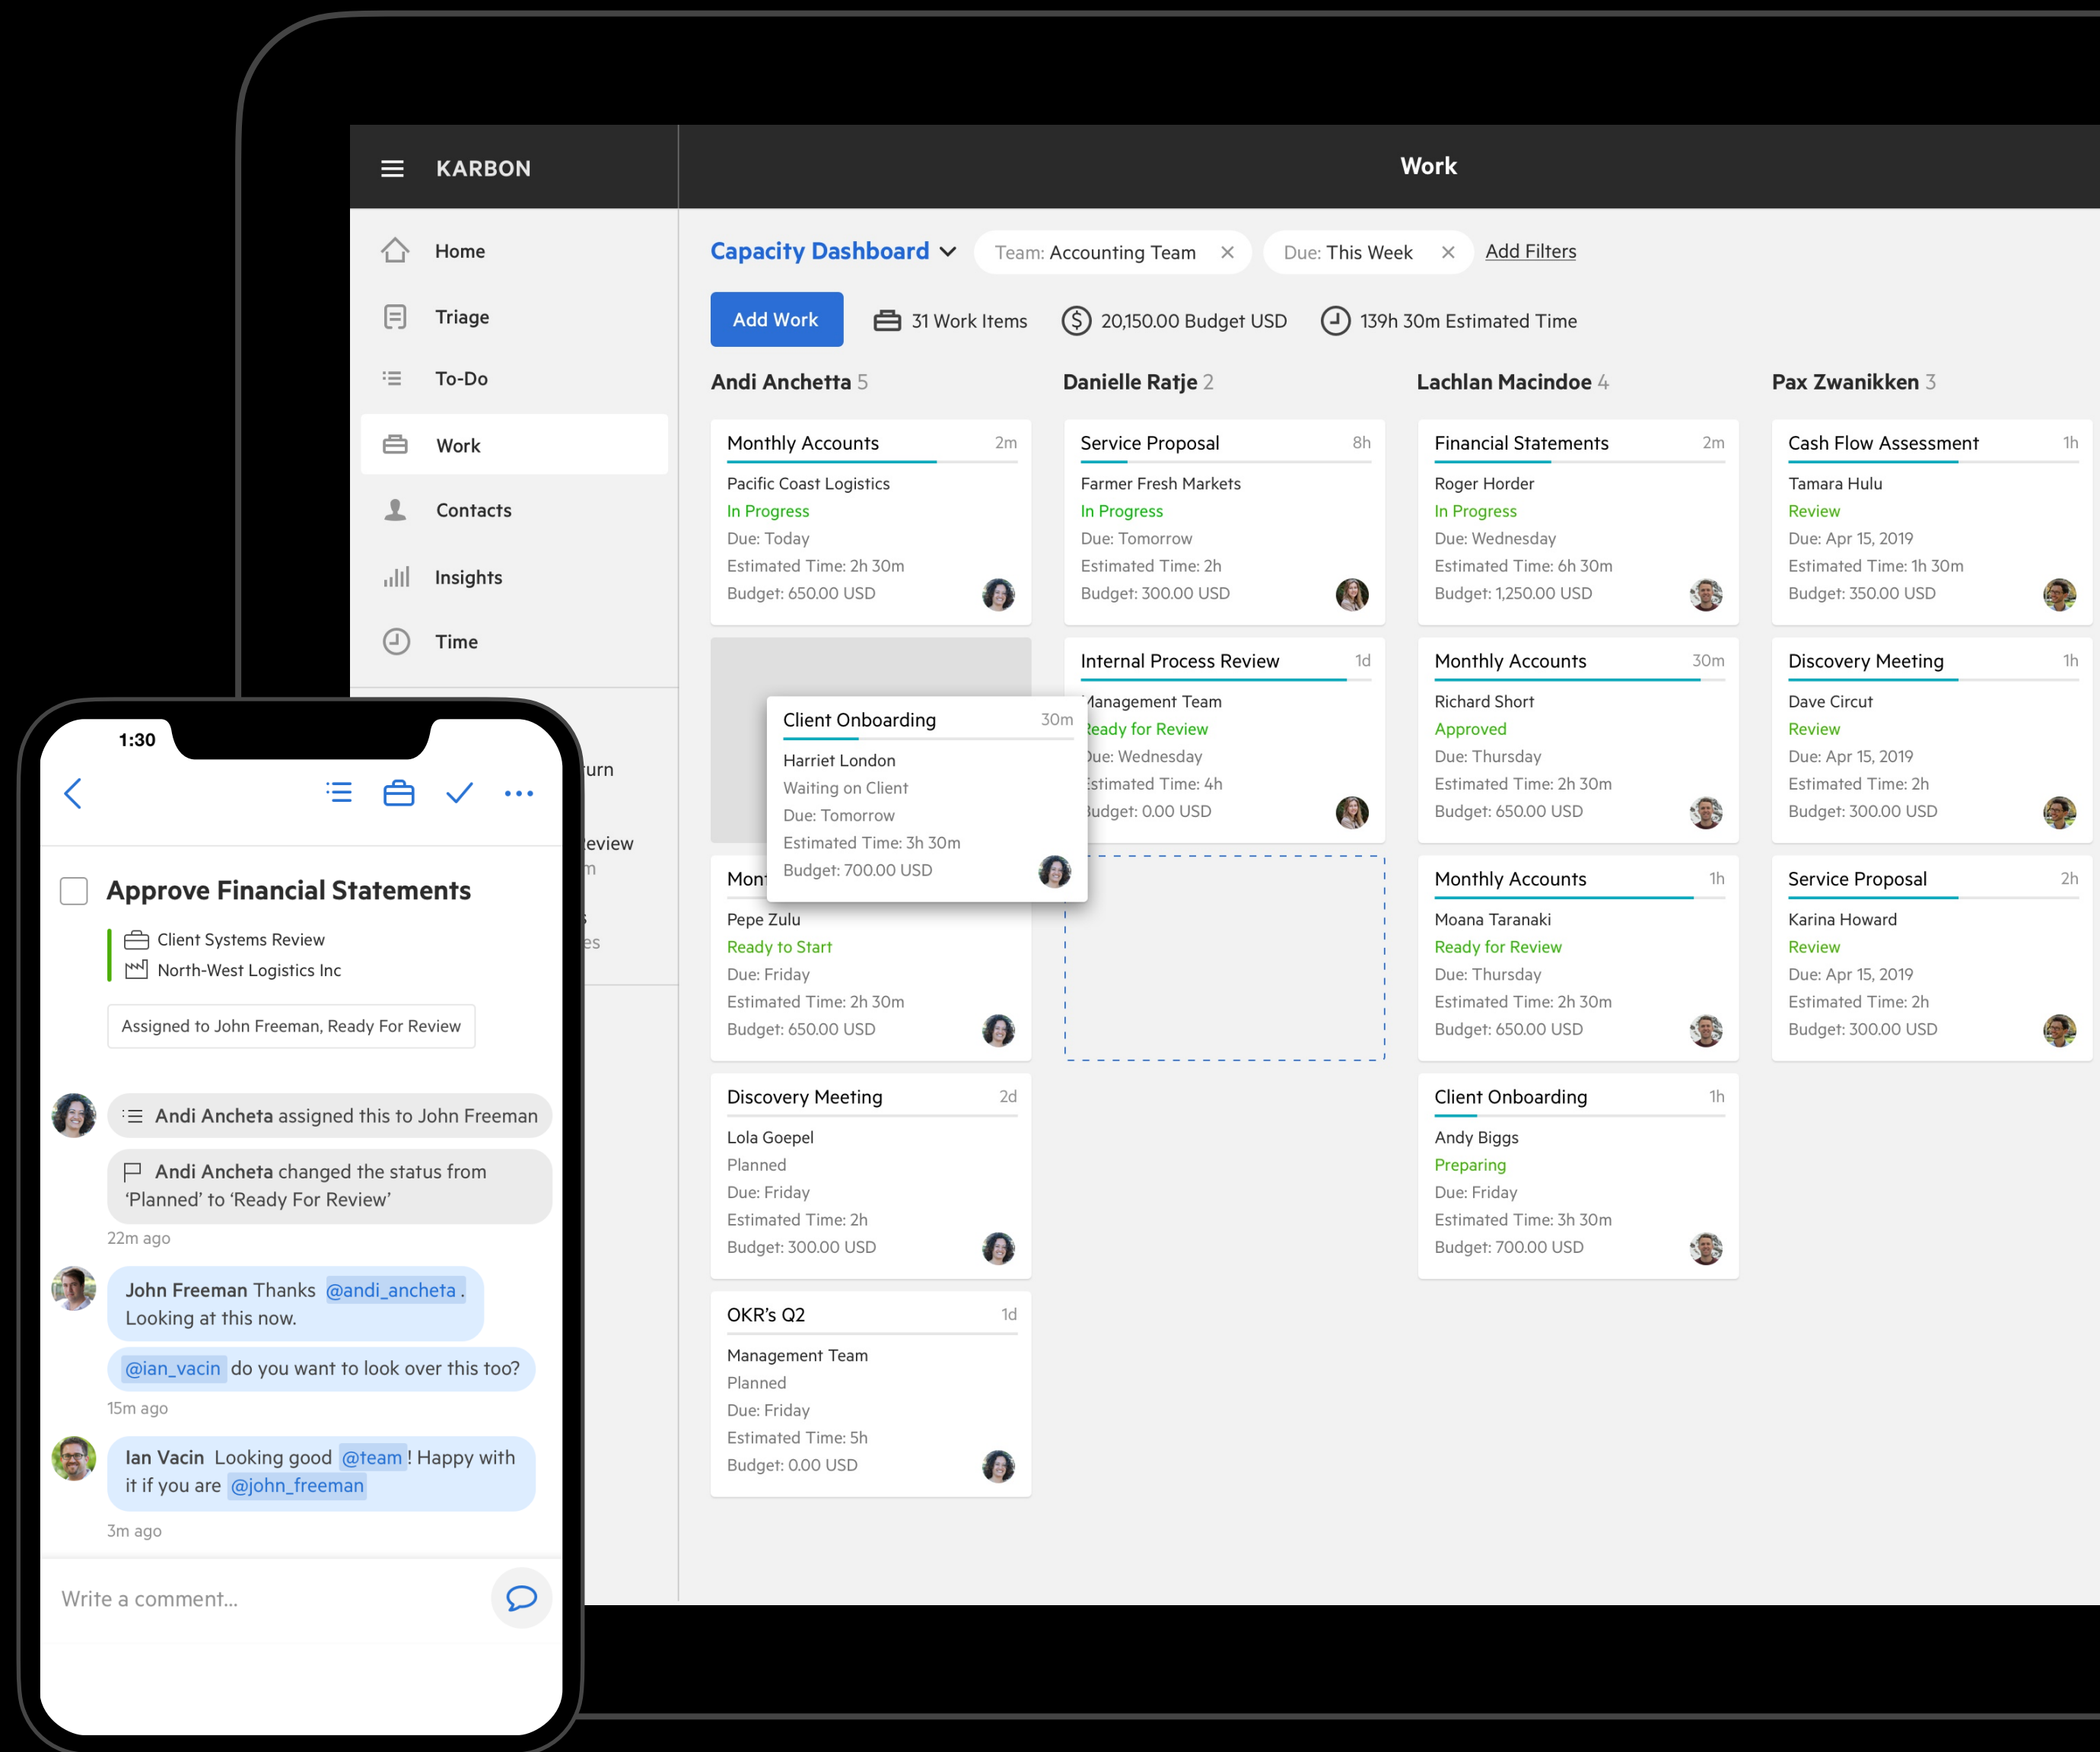 KARBON
Work
Home
Triage
To-Do
Work
Contacts
Insights
Time
Capacity Dashboard
Team: Accounting Team
Due: This Week
Add Filters
Add Work
31 Work Items
20,150.00 Budget USD
139h 30m Estimated Time
Andi Anchetta 5
Monthly Accounts 2m
Pacific Coast Logistics
In Progress
Due: Today
Estimated Time: 2h 30m
Budget: 650.00 USD
Client Onboarding 30m
Harriet London
Waiting on Client
Due: Tomorrow
Estimated Time: 3h 30m
Budget: 700.00 USD
Pepe Zulu
Ready to Start
Due: Friday
Estimated Time: 2h 30m
Budget: 650.00 USD
Discovery Meeting 2d
Lola Goepel
Planned
Due: Friday
Estimated Time: 2h
Budget: 300.00 USD
OKR’s Q2 1d
Management Team
Planned
Due: Friday
Estimated Time: 5h
Budget: 0.00 USD
Danielle Ratje 2
Service Proposal 8h
Farmer Fresh Markets
In Progress
Due: Tomorrow
Estimated Time: 2h
Budget: 300.00 USD
Internal Process Review 1d
Management Team
Ready for Review
Due: Wednesday
Estimated Time: 4h
Budget: 0.00 USD
Lachlan Macindoe 4
Financial Statements 2m
Roger Horder
In Progress
Due: Wednesday
Estimated Time: 6h 30m
Budget: 1,250.00 USD
Monthly Accounts 30m
Richard Short
Approved
Due: Thursday
Estimated Time: 2h 30m
Budget: 650.00 USD
Monthly Accounts 1h
Moana Taranaki
Ready for Review
Due: Thursday
Estimated Time: 2h 30m
Budget: 650.00 USD
Client Onboarding 1h
Andy Biggs
Preparing
Due: Friday
Estimated Time: 3h 30m
Budget: 700.00 USD
Pax Zwanikken 3
Cash Flow Assessment 1h
Tamara Hulu
Review
Due: Apr 15, 2019
Estimated Time: 1h 30m
Budget: 350.00 USD
Discovery Meeting 1h
Dave Circut
Review
Due: Apr 15, 2019
Estimated Time: 2h
Budget: 300.00 USD
Service Proposal 2h
Karina Howard
Review
Due: Apr 15, 2019
Estimated Time: 2h
Budget: 300.00 USD
1:30
Approve Financial Statements
Client Systems Review
North-West Logistics Inc
Assigned to John Freeman, Ready For Review
Andi Ancheta assigned this to John Freeman
Andi Ancheta changed the status from
‘Planned’ to ‘Ready For Review’
22m ago
John Freeman Thanks @andi_ancheta .
Looking at this now.
@ian_vacin do you want to look over this too?
15m ago
Ian Vacin Looking good @team ! Happy with
it if you are @john_freeman
3m ago
Write a comment...